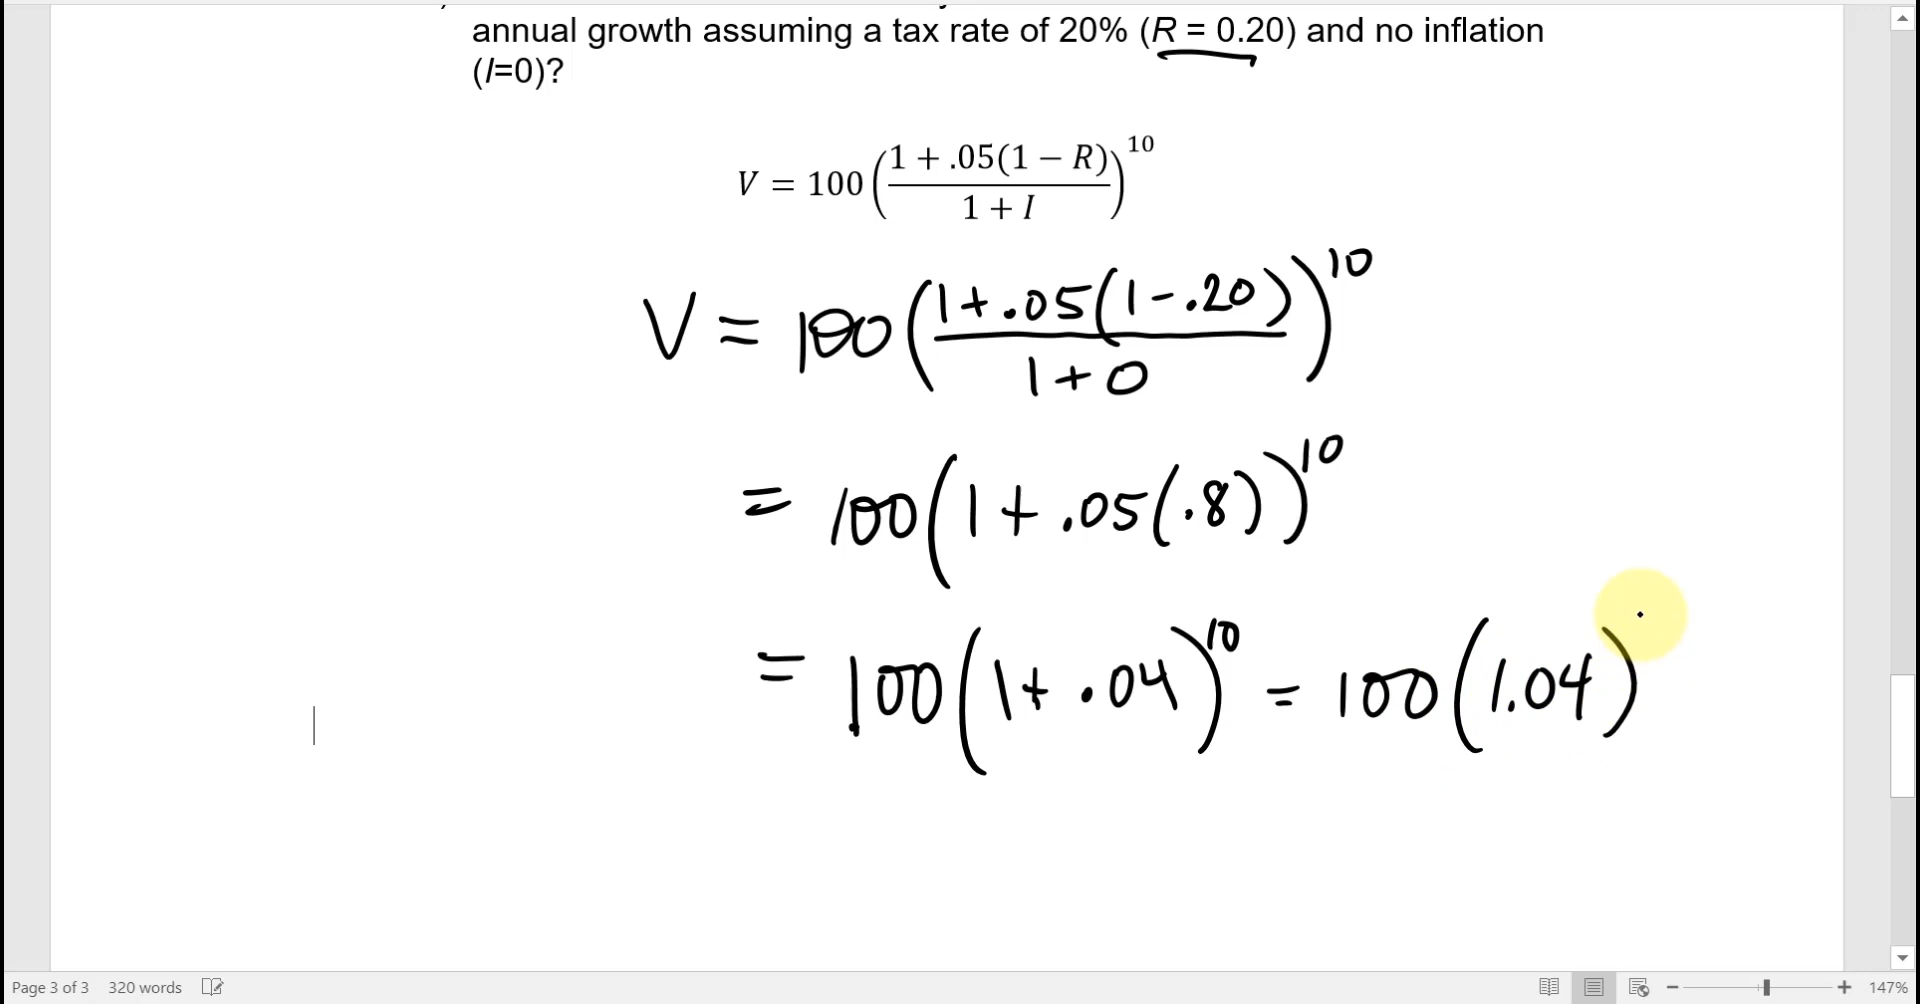 annual growth assuming a tax rate of 20% (R = 0.20) and no inflation
(I=0)?
V = 100 ((1 + .05(1 − R))/(1 + I))^10
V = 100 ((1+.05(1-.20))/(1+0))^10
= 100(1+.05(.8))^10
= 100(1+.04)^10 = 100(1.04)
Page 3 of 3 320 words 147%